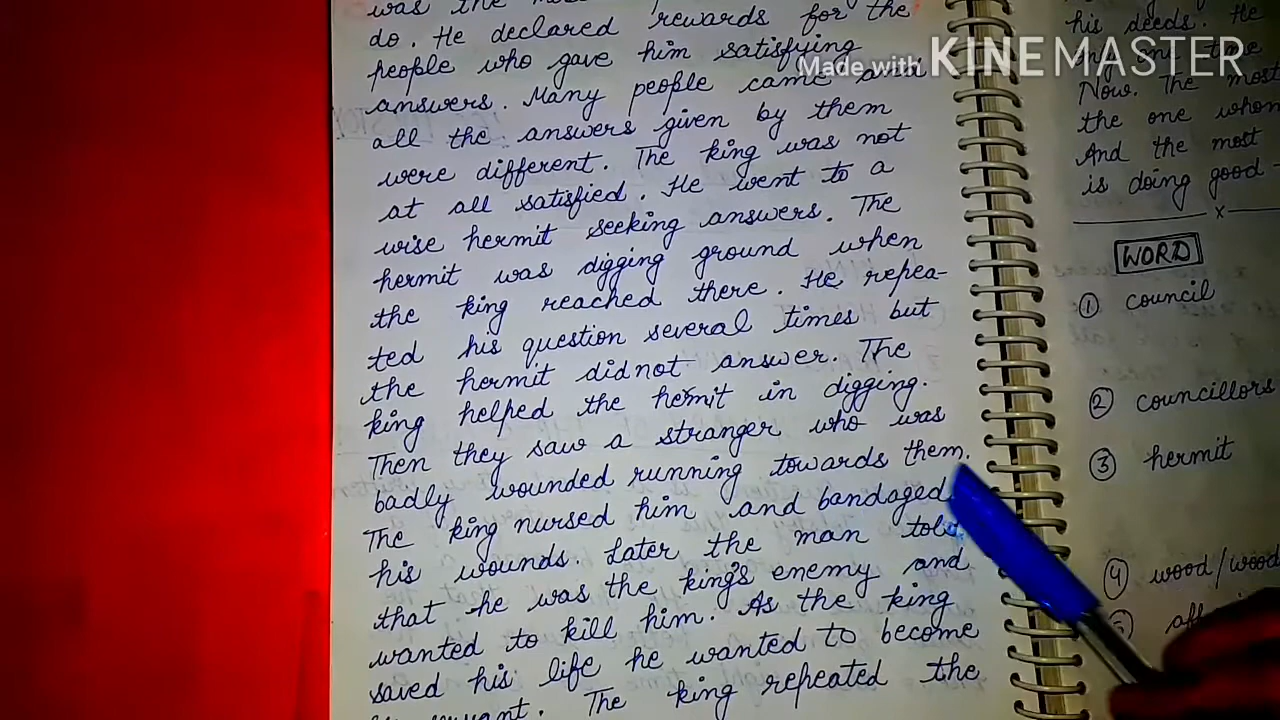 was the
do. He declared rewards for the
people who gave him satisfying
answers. Many people came and
all the answers given by them
were different. The king was not
at all satisfied. He went to a
wise hermit seeking answers. The
hermit was digging ground when
the king reached there. He repea-
ted his question several times but
the hermit did not answer. The
king helped the hermit in digging.
Then they saw a stranger who was
badly wounded running towards them.
The king nursed him and bandaged
his wounds. Later the man told
that he was the king's enemy and
wanted to kill him. As the king
saved his life he wanted to become
The king repeated the
Made with KINEMASTER
his deeds. He
Now. The most
the one whom
And the most
is doing good
x
WORD
① council
② councillors
③ hermit
④ wood/wood